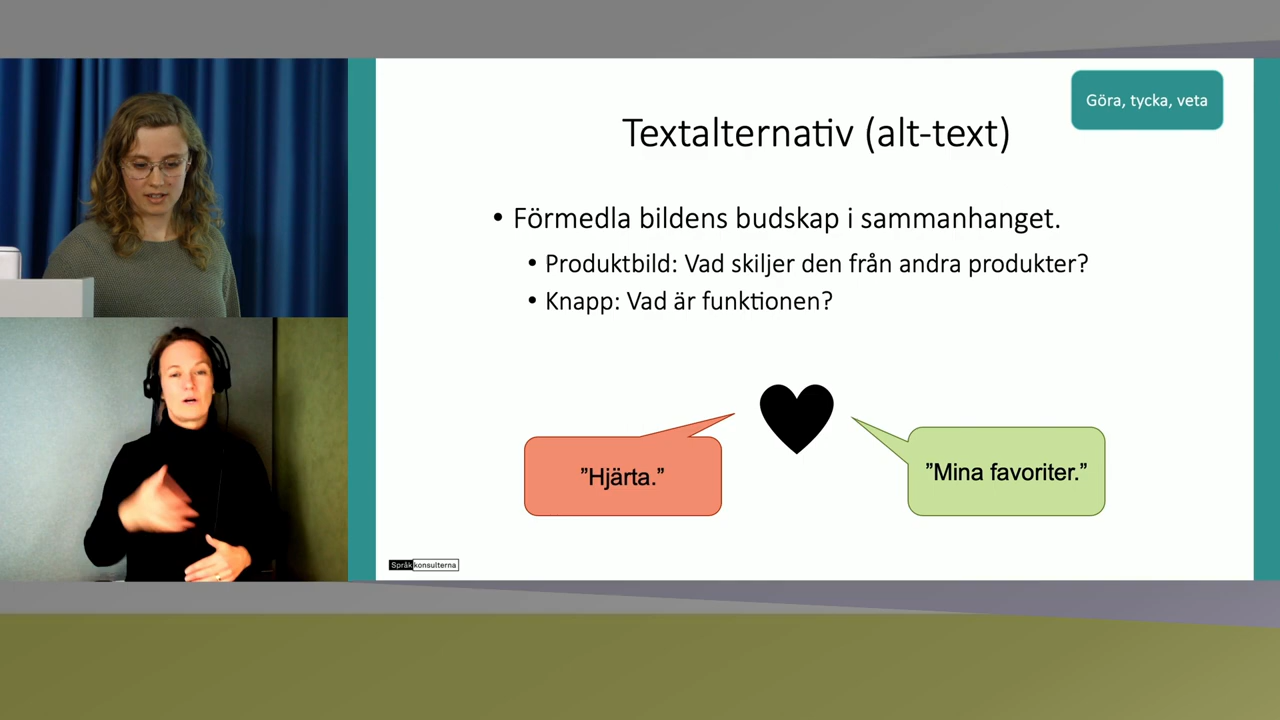 Göra, tycka, veta
Textalternativ (alt-text)
• Förmedla bildens budskap i sammanhanget.
• Produktbild: Vad skiljer den från andra produkter?
• Knapp: Vad är funktionen?
”Hjärta.”
”Mina favoriter.”
Språkkonsulterna